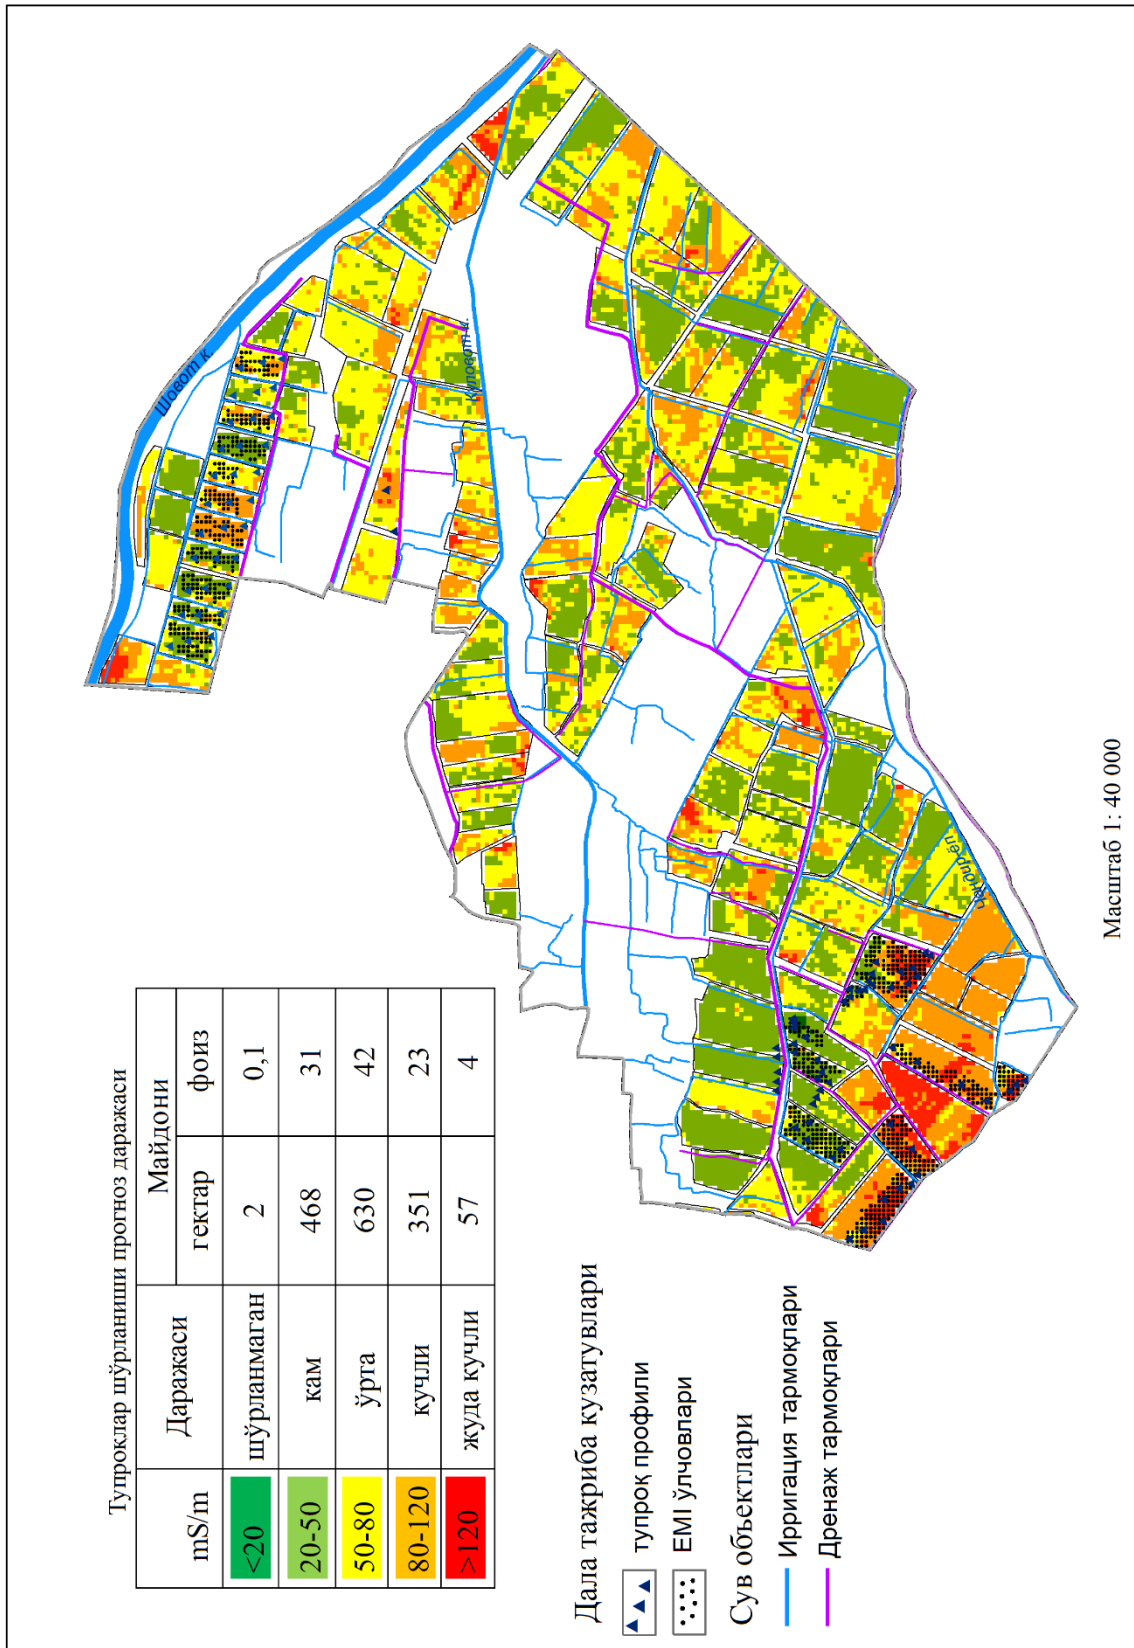 Тупроклар шўрланиши прогноз даражаси
mS/m Даражаси Майдони
гектар фоиз
<20 шўрланмаган 2 0,1
20-50 кам 468 31
50-80 ўрта 630 42
80-120 кучли 351 23
>120 жуда кучли 57 4
Дала тажриба кузатувлари
тупроқ профили
EMI ўлчовлари
Сув объектлари
Ирригация тармоқлари
Дренаж тармоқлари
Шовот к.
Куловот к.
Чонашрёп
Масштаб 1: 40 000